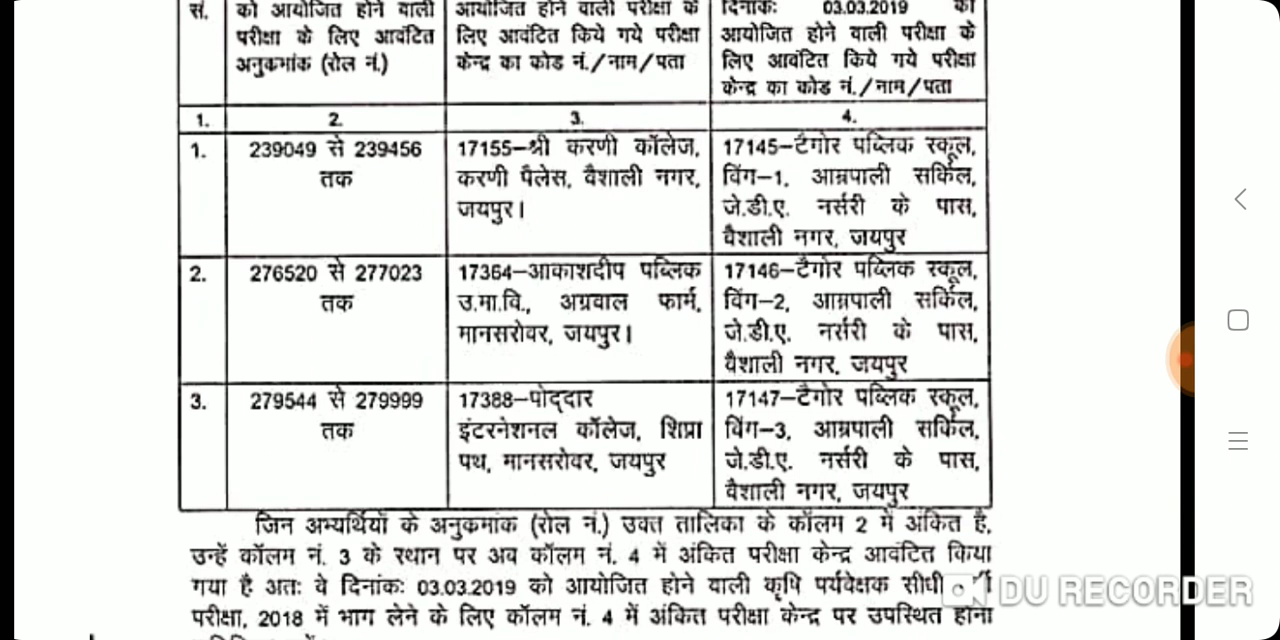 सं.
को आयोजित होने वाली
परीक्षा के लिए आवंटित
अनुकमांक (रोल नं.)
आयोजित होने वाली परीक्षा के
लिए आवंटित किये गये परीक्षा
केन्द्र का कोड नं./नाम/पता
दिनांकः 03.03.2019 को
आयोजित होने वाली परीक्षा के
लिए आवंटित किये गये परीक्षा
केन्द्र का कोड नं./नाम/पता
1. 2. 3. 4.
1.
239049 से 239456
तक
17155–श्री करणी कॉलेज,
करणी पैलेस, वैशाली नगर,
जयपुर।
17145–टैगोर पब्लिक स्कूल,
विंग–1, आम्रपाली सर्किल,
जे.डी.ए. नर्सरी के पास,
वैशाली नगर, जयपुर
2.
276520 से 277023
तक
17364–आकाशदीप पब्लिक
उ.मा.वि., अग्रवाल फार्म,
मानसरोवर, जयपुर।
17146–टैगोर पब्लिक स्कूल,
विंग–2, आम्रपाली सर्किल,
जे.डी.ए. नर्सरी के पास,
वैशाली नगर, जयपुर
3.
279544 से 279999
तक
17388–पोद्दार
इंटरनेशनल कॉलेज, शिप्रा
पथ, मानसरोवर, जयपुर
17147–टैगोर पब्लिक स्कूल,
विंग–3, आम्रपाली सर्किल,
जे.डी.ए. नर्सरी के पास,
वैशाली नगर, जयपुर
जिन अभ्यर्थियों के अनुकमांक (रोल नं.) उक्त तालिका के कॉलम 2 में अंकित है,
उन्हें कॉलम नं. 3 के स्थान पर अब कॉलम नं. 4 में अंकित परीक्षा केन्द्र आवंटित किया
गया है अतः वे दिनांकः 03.03.2019 को आयोजित होने वाली कृषि पर्यवेक्षक सीधी
परीक्षा, 2018 में भाग लेने के लिए कॉलम नं. 4 में अंकित परीक्षा केन्द्र पर उपस्थित होना
DU RECORDER